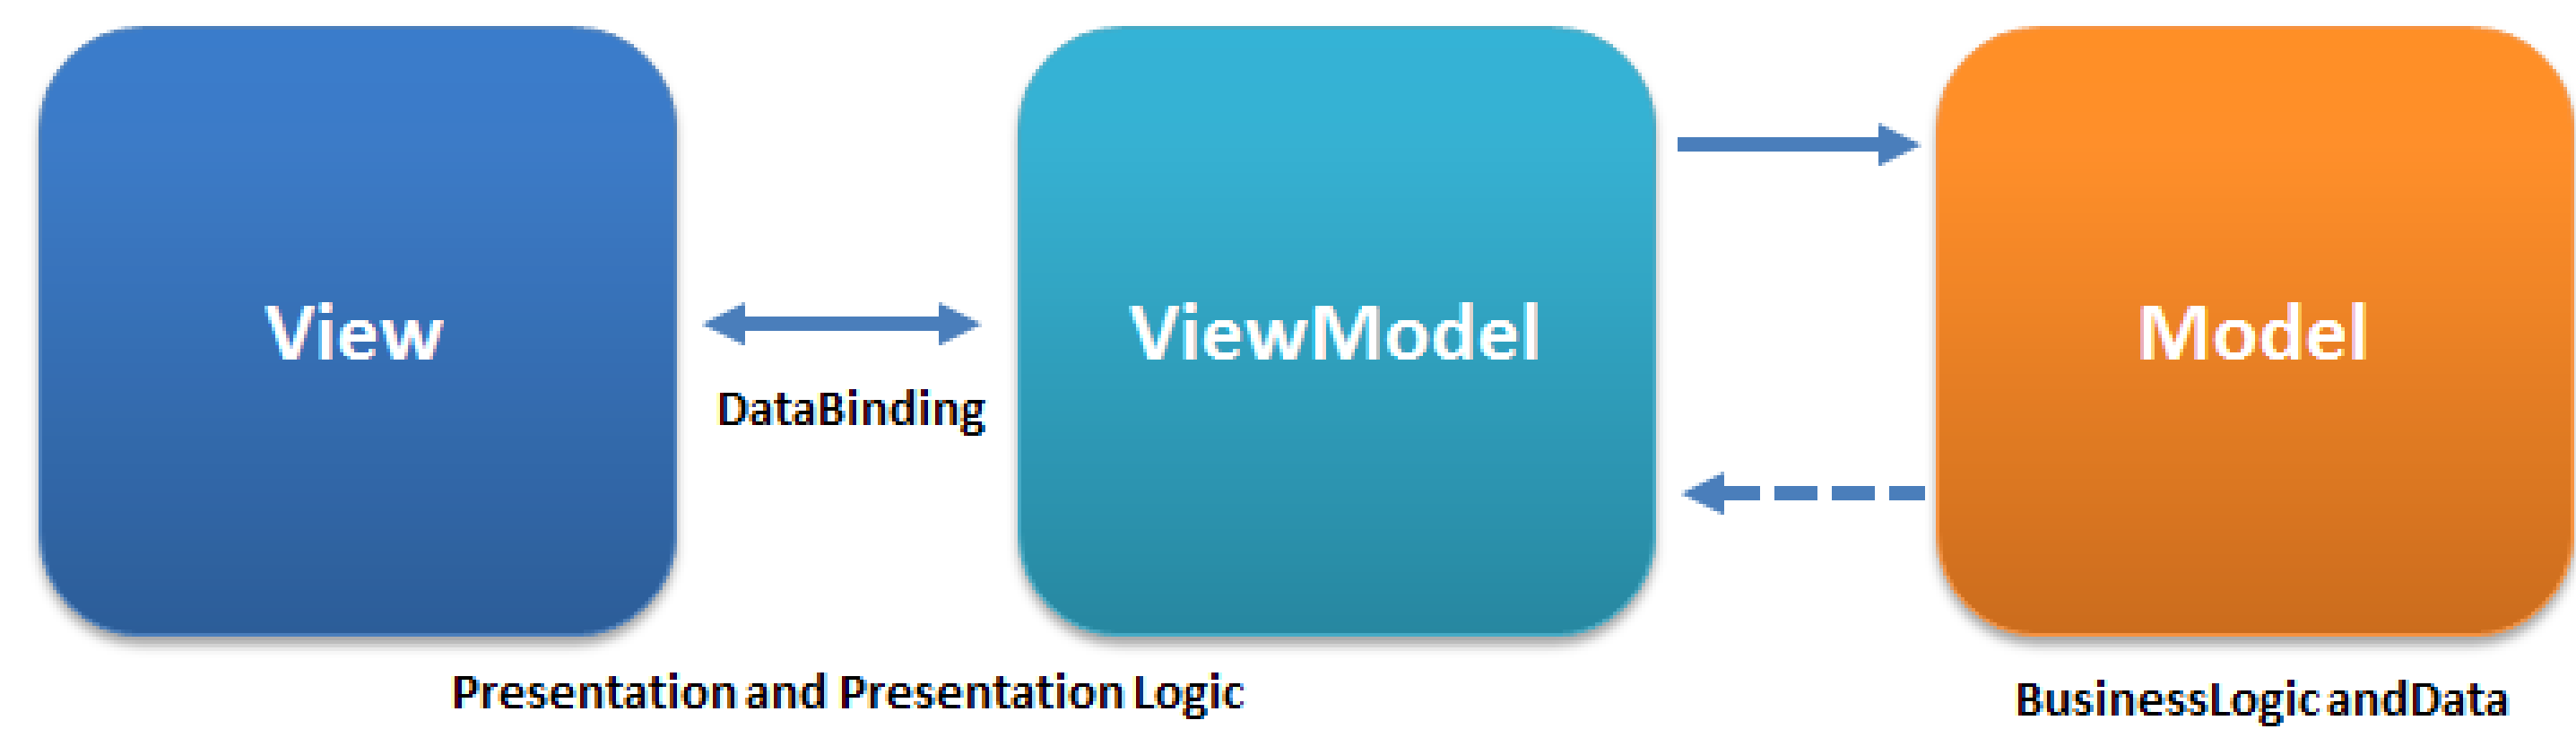 View
ViewModel
Model
DataBinding
Presentation and Presentation Logic
BusinessLogic andData